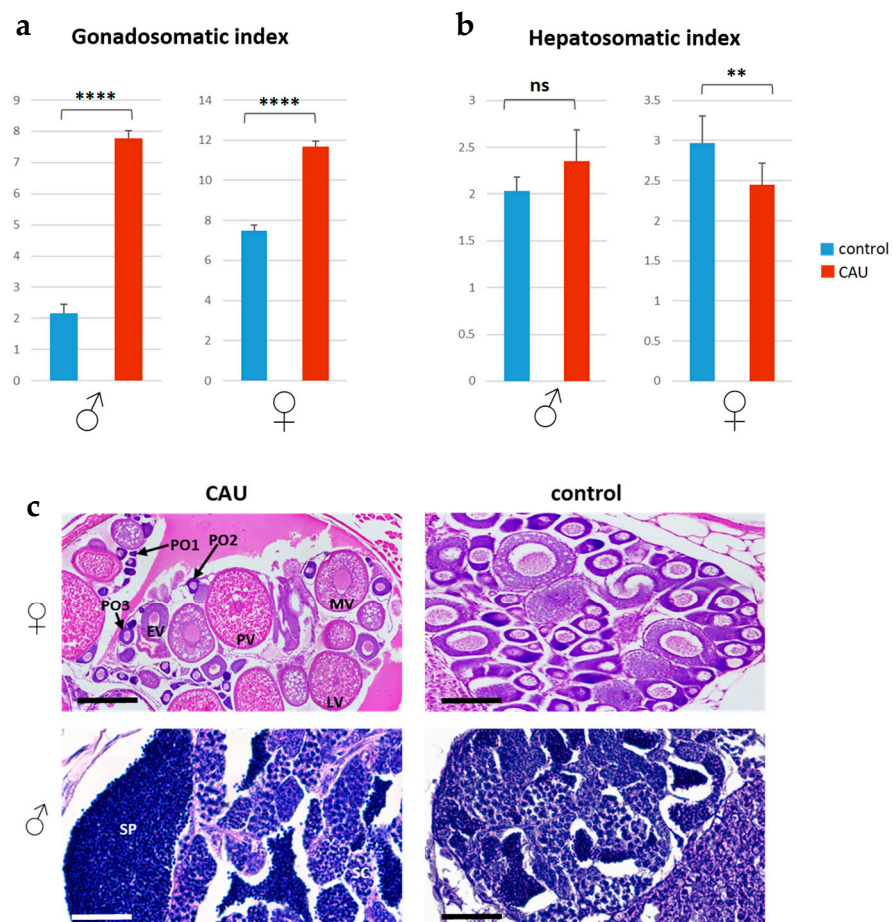 a
Gonadosomatic index
b
Hepatosomatic index
9
8
7
6
5
4
3
2
1
0
****
♂
14
12
10
8
6
4
2
0
****
♀
3
2.5
2
1.5
1
0.5
0
ns
♂
3.5
3
2.5
2
1.5
1
0.5
0
**
♀
control
CAU
c
CAU
control
♀
PO1
PO2
PO3
EV
PV
MV
LV
♂
SP
SG